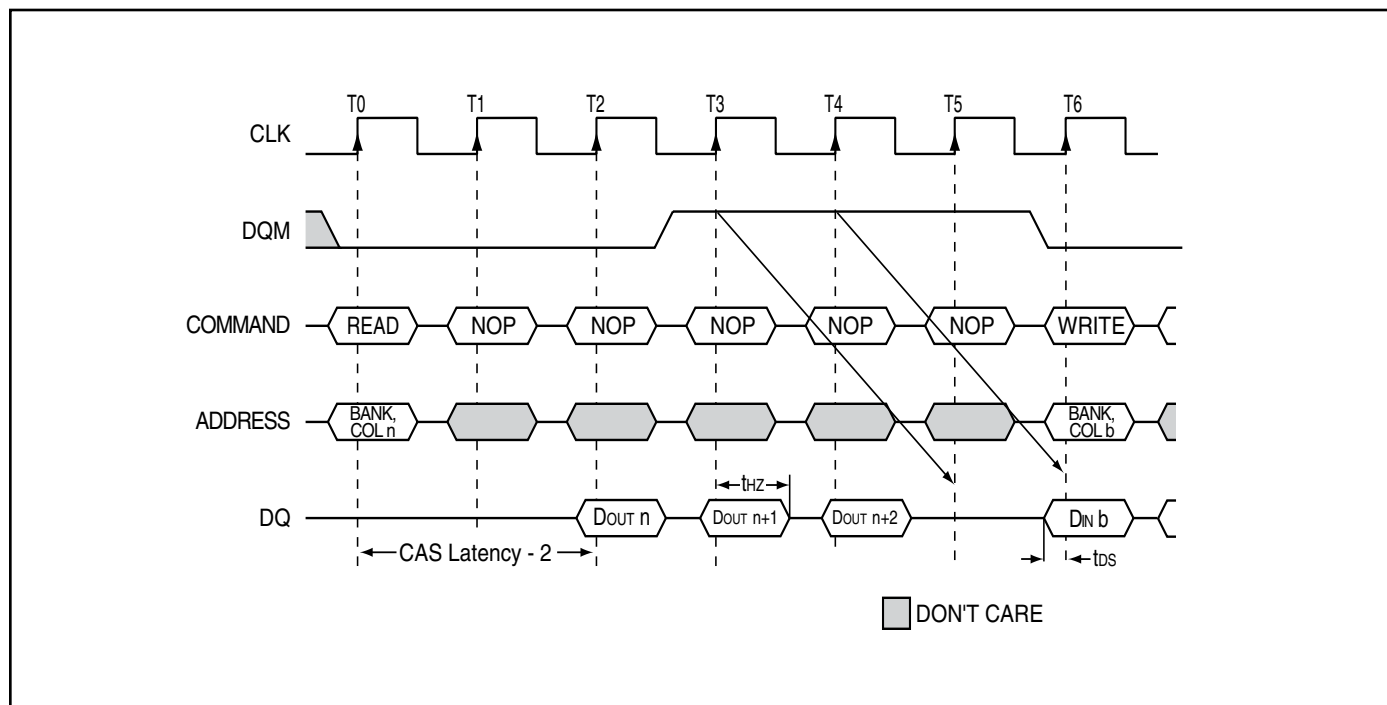 T0 T1 T2 T3 T4 T5 T6
CLK
DQM
COMMAND READ NOP NOP NOP NOP NOP WRITE
ADDRESS BANK, COL n BANK, COL b
tHZ
DQ DOUT n DOUT n+1 DOUT n+2 DIN b
CAS Latency - 2 tDS
DON'T CARE